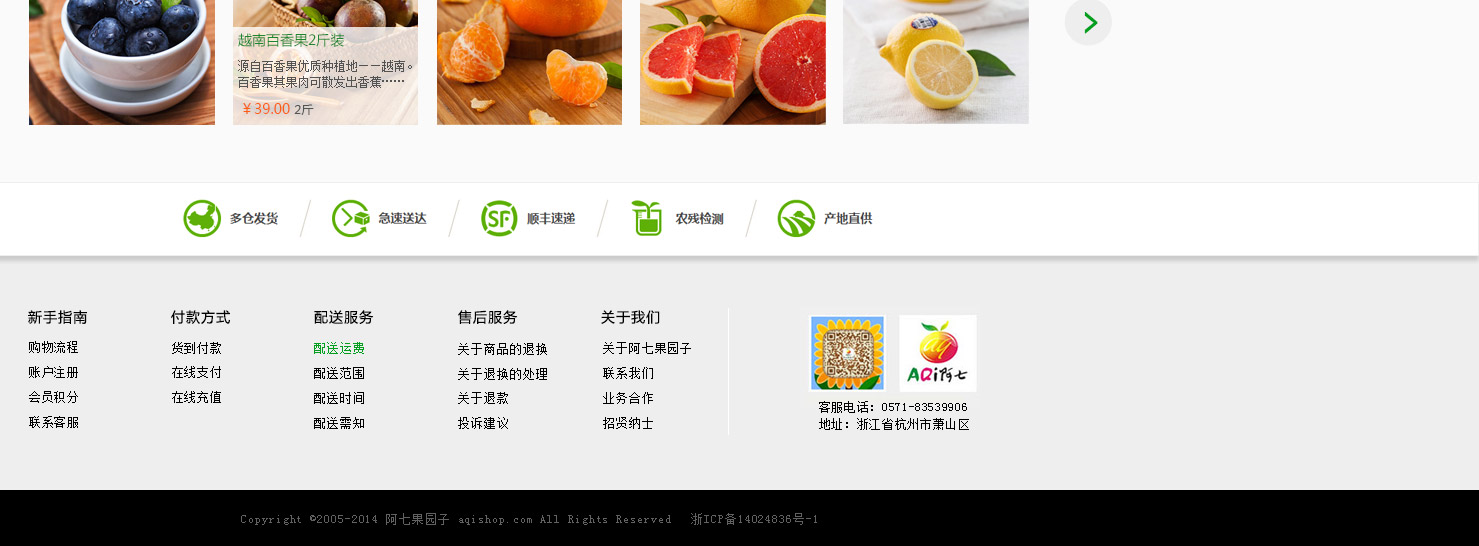 越南百香果2斤装
源自百香果优质种植地——越南。
百香果其果肉可散发出香蕉……
￥39.00 2斤
多仓发货
急速送达
SF 顺丰速递
农残检测
产地直供
新手指南
购物流程
账户注册
会员积分
联系客服
付款方式
货到付款
在线支付
在线充值
配送服务
配送运费
配送范围
配送时间
配送需知
售后服务
关于商品的退换
关于退换的处理
关于退款
投诉建议
关于我们
关于阿七果园子
联系我们
业务合作
招贤纳士
AQi阿七
客服电话：0571-83539906
地址：浙江省杭州市萧山区
Copyright ©2005-2014 阿七果园子 aqishop.com All Rights Reserved 浙ICP备14024836号-1